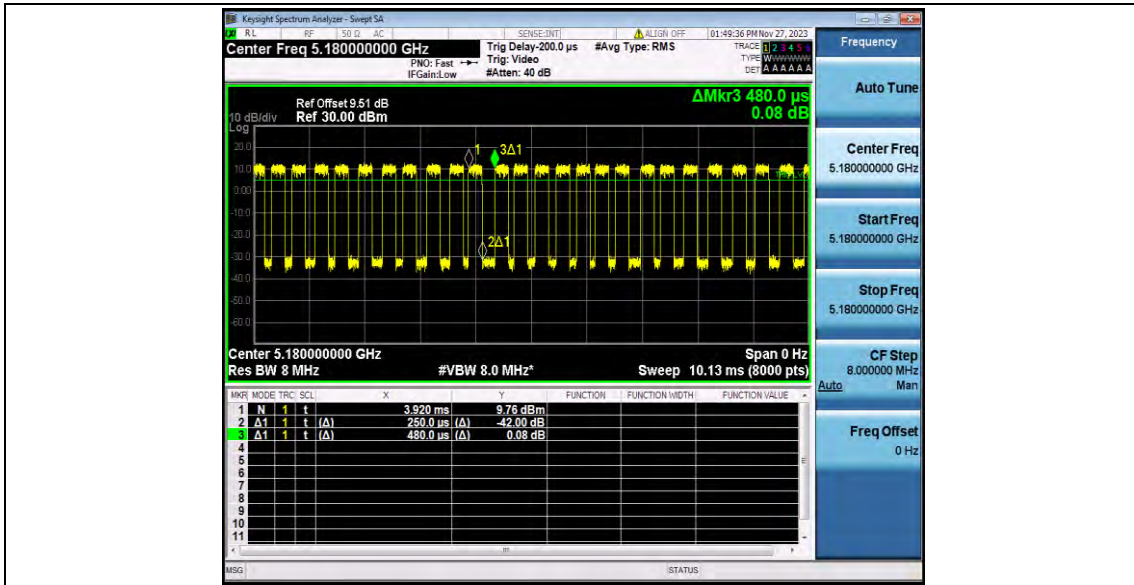 Keysight Spectrum Analyzer - Swept SA
RL RF 50 Ω AC SENSE:INT ALIGN OFF 01:49:36 PM Nov 27, 2023
Center Freq 5.180000000 GHz
PNO: Fast
IFGain:Low
Trig Delay-200.0 µs
Trig: Video
#Atten: 40 dB
#Avg Type: RMS
TRACE 1 2 3 4 5 6
TYPE WWWWWW
DET A A A A A A
Frequency
Auto Tune
Center Freq
5.180000000 GHz
Start Freq
5.180000000 GHz
Stop Freq
5.180000000 GHz
CF Step
8.000000 MHz
Auto Man
Freq Offset
0 Hz
ΔMkr3 480.0 µs
0.08 dB
Ref Offset 9.51 dB
10 dB/div Ref 30.00 dBm
Log
20.0
10.0
0.00
-10.0
-20.0
-30.0
-40.0
-50.0
-60.0
1
3Δ1
2Δ1
Center 5.180000000 GHz Span 0 Hz
Res BW 8 MHz #VBW 8.0 MHz* Sweep 10.13 ms (8000 pts)
MKR MODE TRC SCL X Y FUNCTION FUNCTION WIDTH FUNCTION VALUE
1 N 1 t 3.920 ms 9.76 dBm
2 Δ1 1 t (Δ) 250.0 µs (Δ) -42.00 dB
3 Δ1 1 t (Δ) 480.0 µs (Δ) 0.08 dB
4
5
6
7
8
9
10
11
MSG STATUS